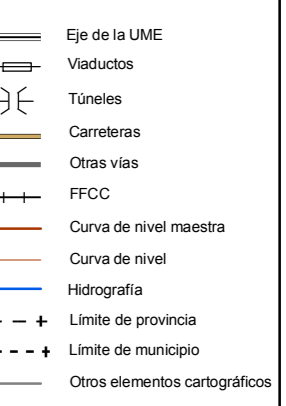 Eje de la UME
Viaductos
Túneles
Carreteras
Otras vías
FFCC
Curva de nivel maestra
Curva de nivel
Hidrografía
Límite de provincia
Límite de municipio
Otros elementos cartográficos